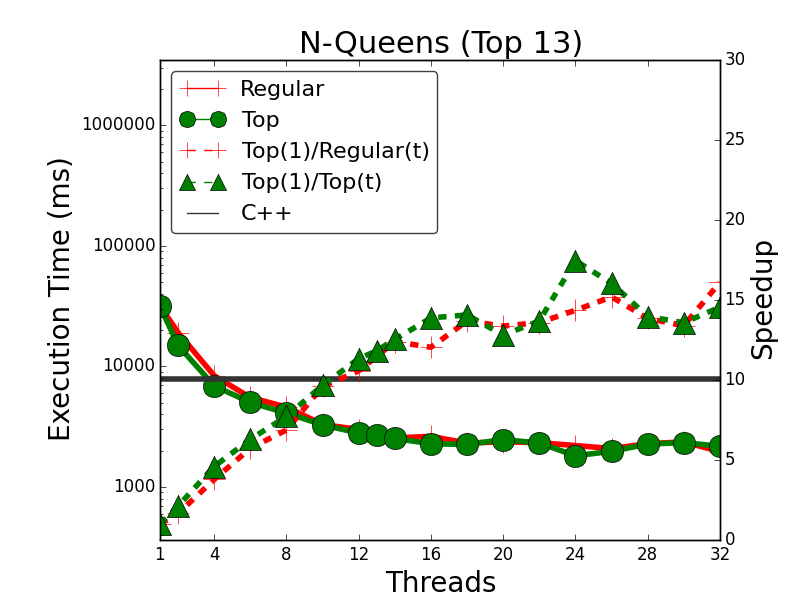 N-Queens (Top 13)
Regular
Top
Top(1)/Regular(t)
Top(1)/Top(t)
C++
Execution Time (ms)
1000000
100000
10000
1000
30
25
20
15
10
5
0
Speedup
1 4 8 12 16 20 24 28 32
Threads